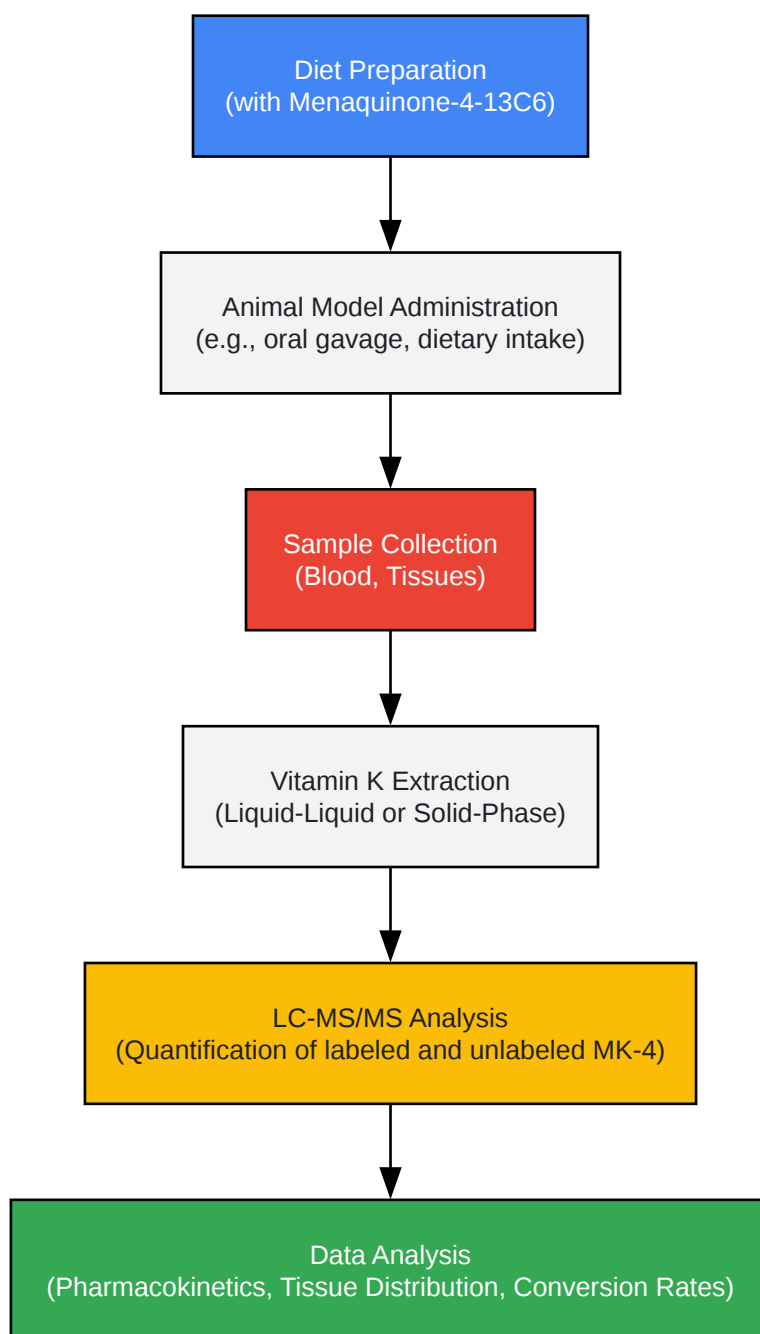 Diet Preparation
(with Menaquinone-4-13C6)
Animal Model Administration
(e.g., oral gavage, dietary intake)
Sample Collection
(Blood, Tissues)
Vitamin K Extraction
(Liquid-Liquid or Solid-Phase)
LC-MS/MS Analysis
(Quantification of labeled and unlabeled MK-4)
Data Analysis
(Pharmacokinetics, Tissue Distribution, Conversion Rates)